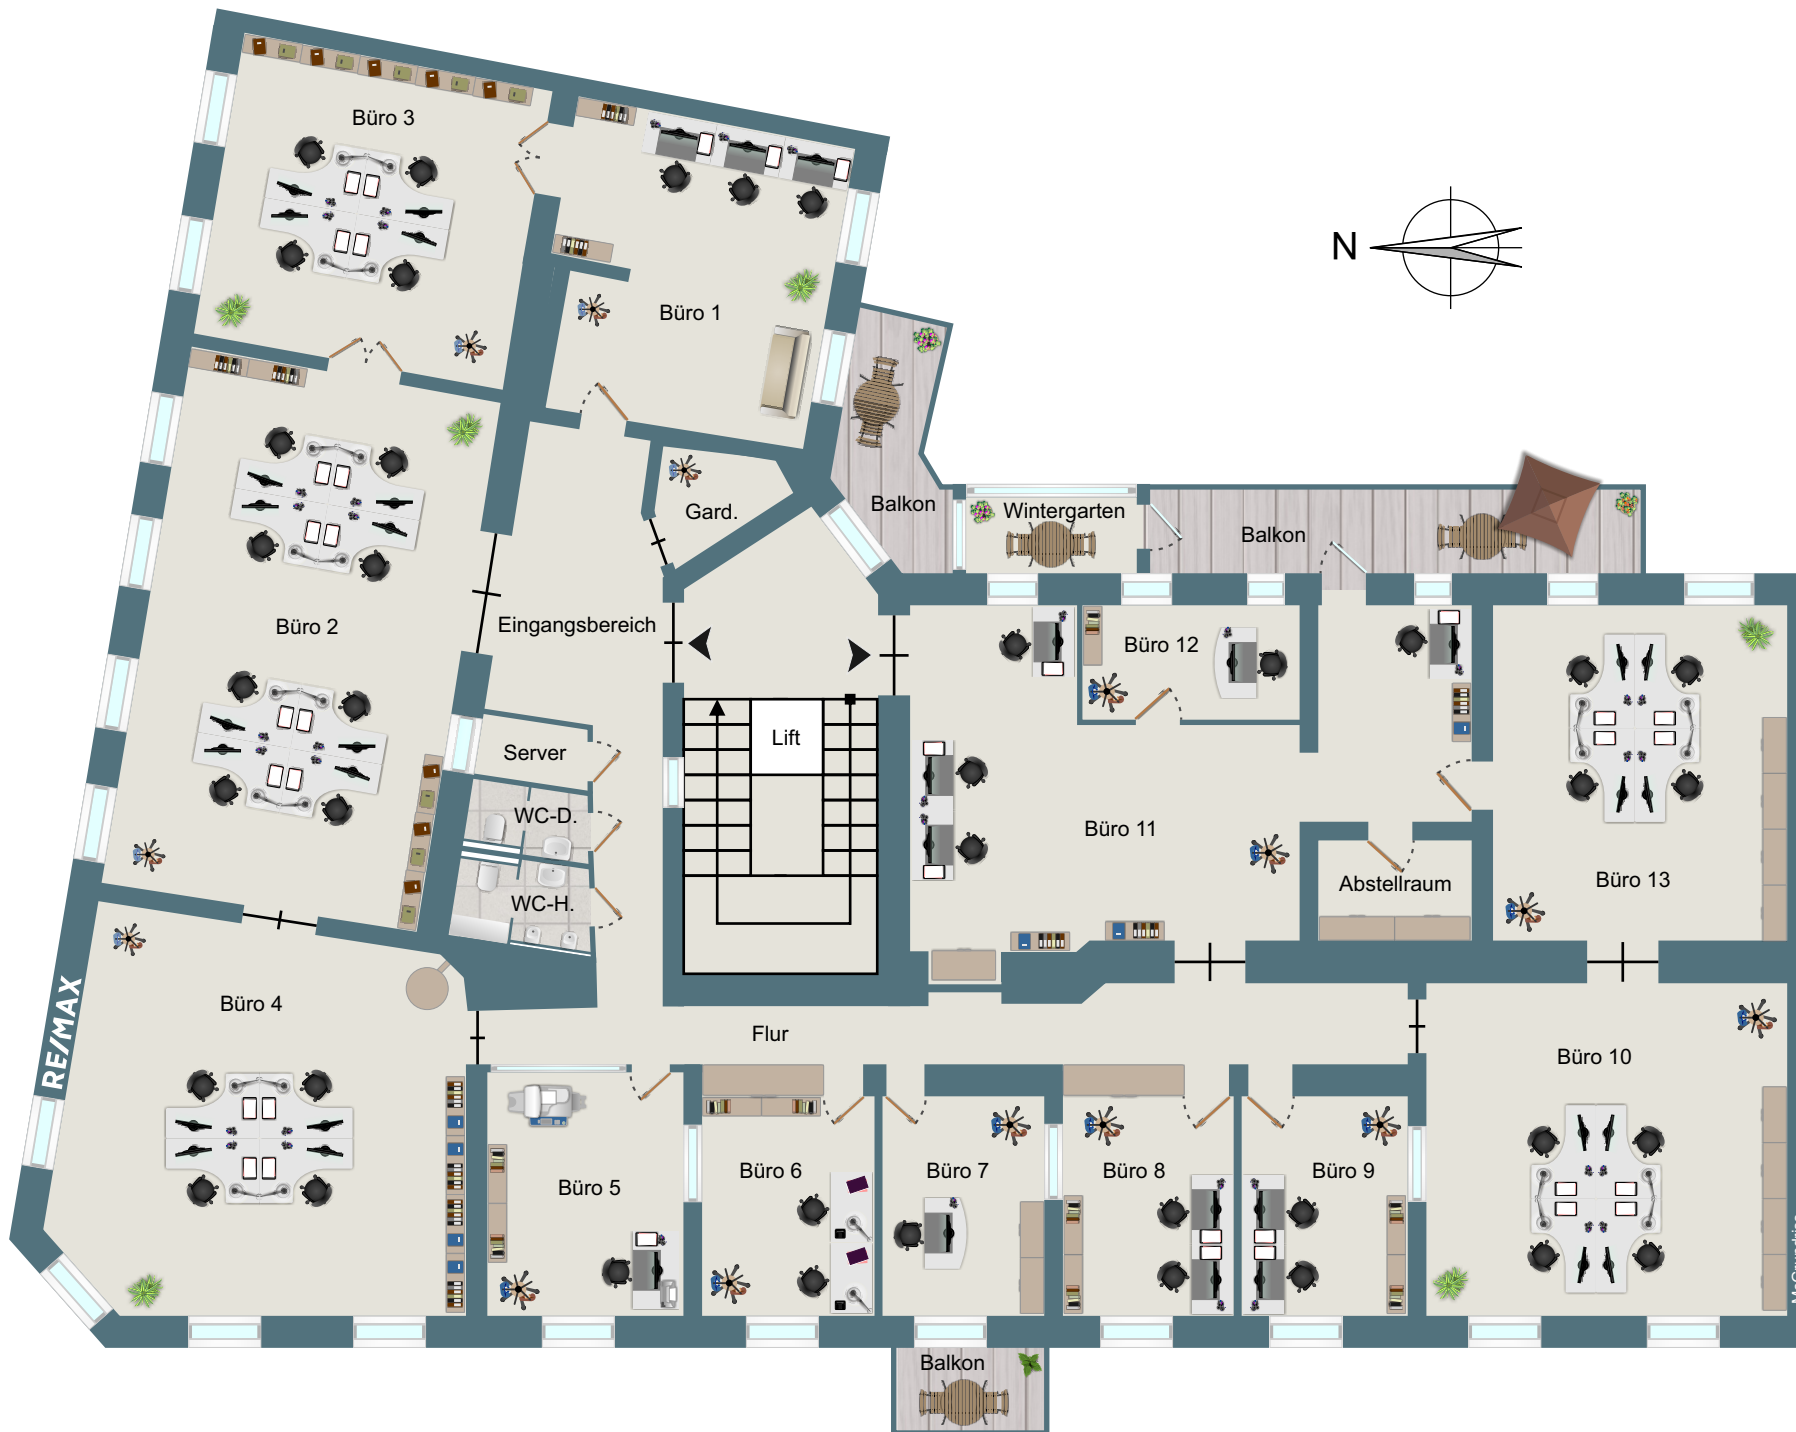 Büro 3
N
Büro 1
Balkon
Wintergarten
Gard.
Balkon
Büro 2
Eingangsbereich
Büro 12
Lift
Server
WC-D.
Büro 11
WC-H.
Abstellraum
Büro 13
Büro 4
RE/MAX
Flur
Büro 10
Büro 5
Büro 6
Büro 7
Büro 8
Büro 9
Balkon